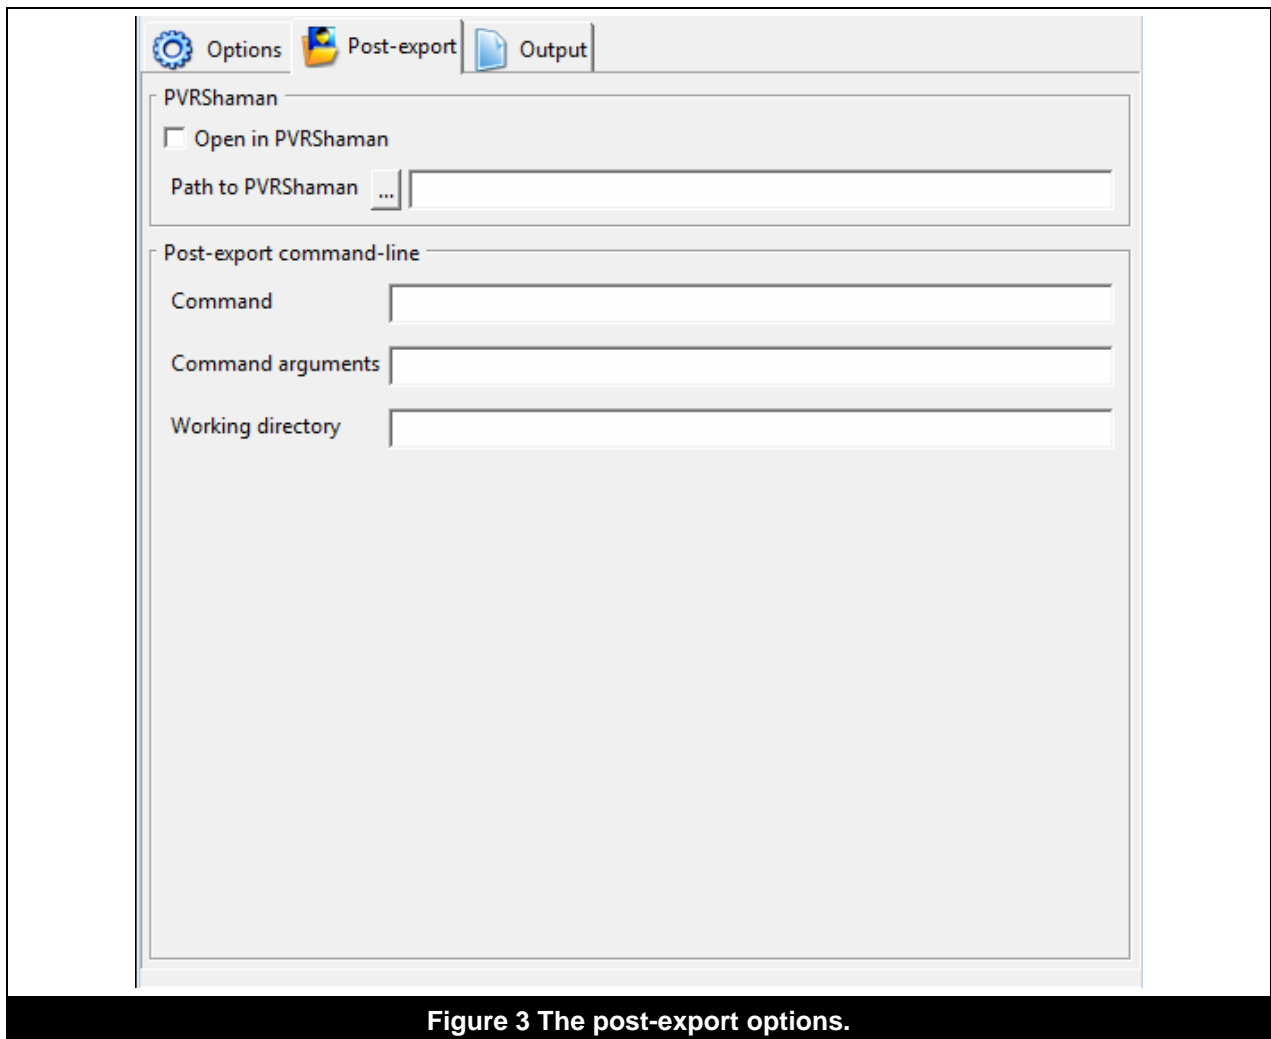 Options Post-export Output
PVRShaman
Open in PVRShaman
Path to PVRShaman ...
Post-export command-line
Command
Command arguments
Working directory
Figure 3 The post-export options.